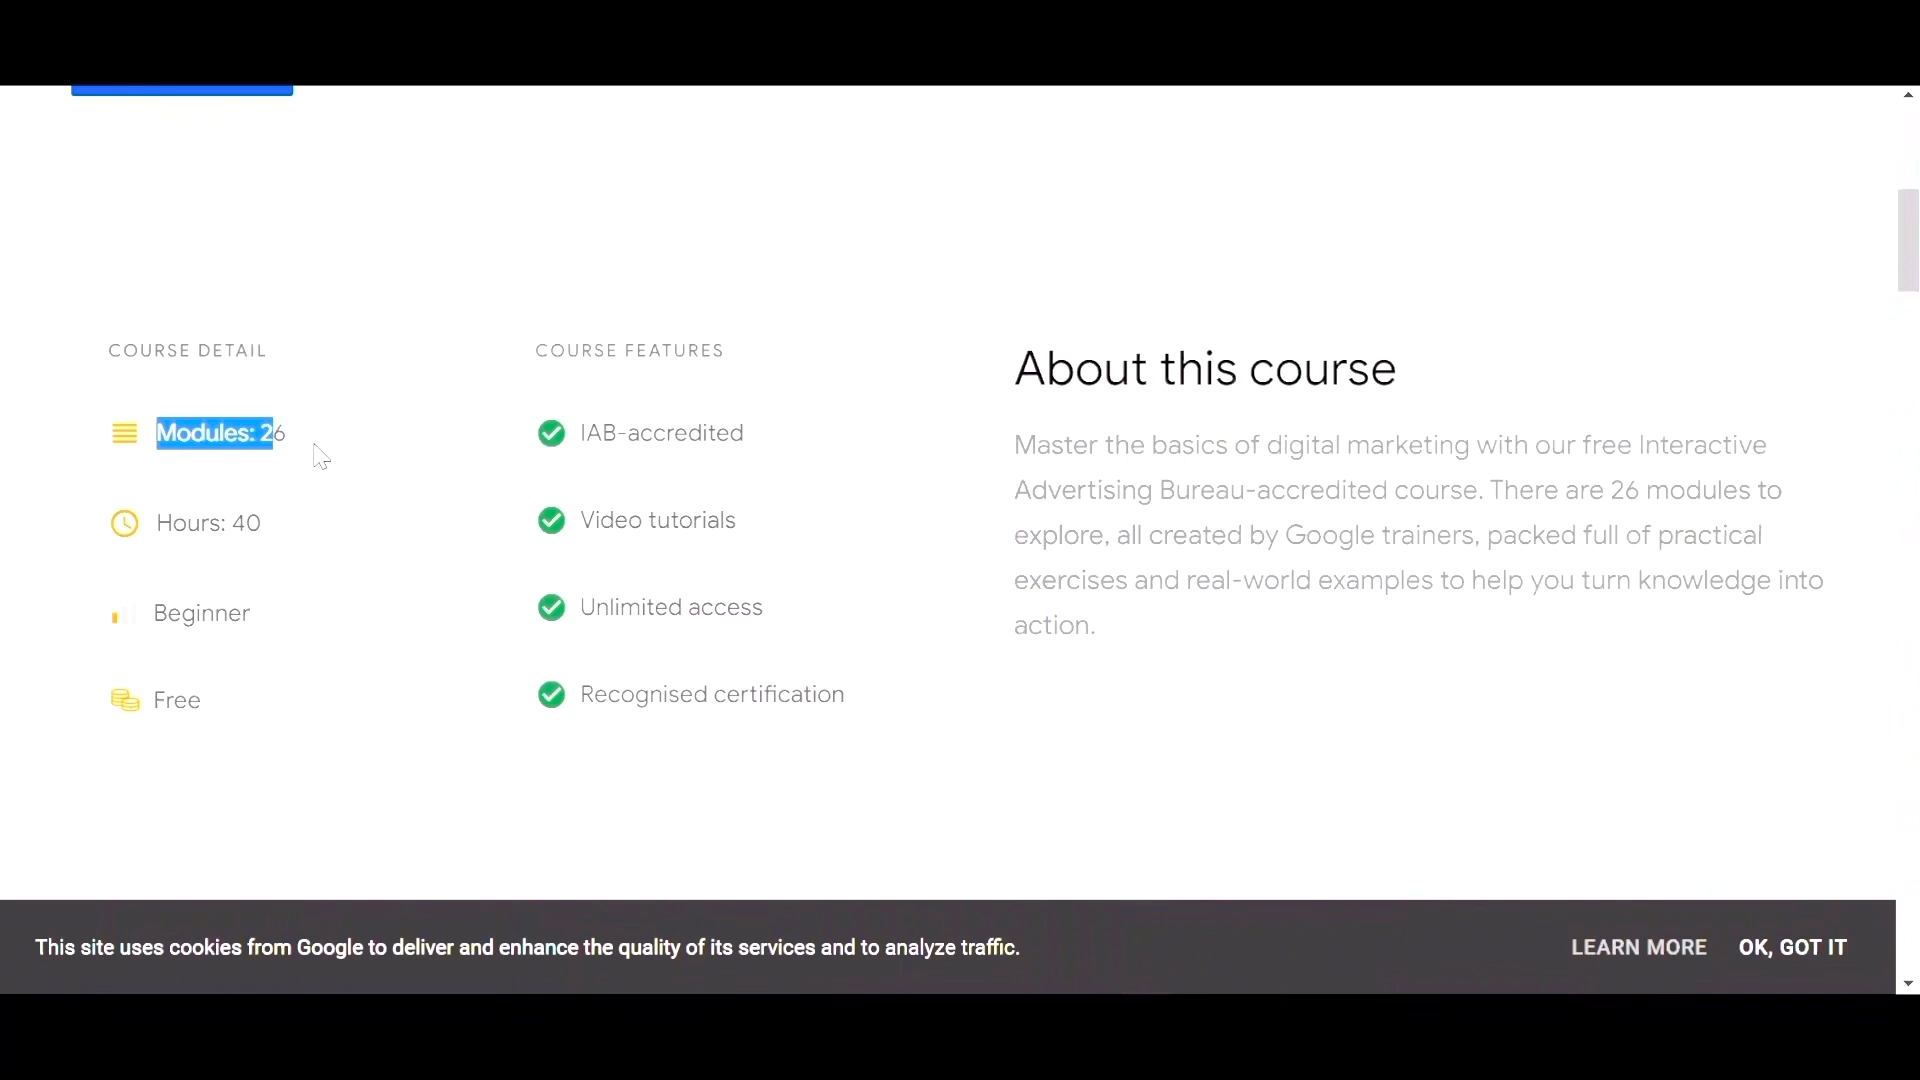 COURSE DETAIL
Modules: 26
Hours: 40
Beginner
Free
COURSE FEATURES
IAB-accredited
Video tutorials
Unlimited access
Recognised certification
About this course
Master the basics of digital marketing with our free Interactive
Advertising Bureau-accredited course. There are 26 modules to
explore, all created by Google trainers, packed full of practical
exercises and real-world examples to help you turn knowledge into
action.
This site uses cookies from Google to deliver and enhance the quality of its services and to analyze traffic.
LEARN MORE
OK, GOT IT